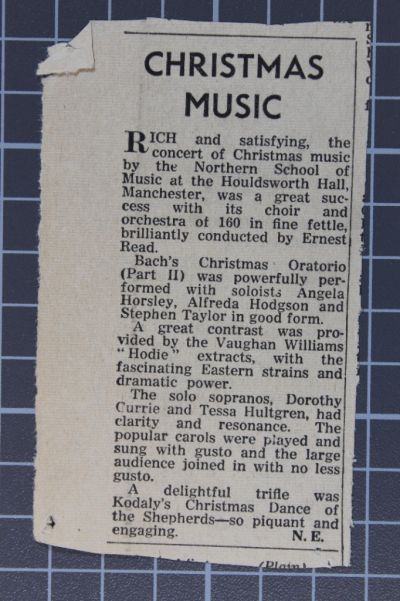 CHRISTMAS
MUSIC
RICH and satisfying, the
concert of Christmas music
by the Northern School of
Music at the Houldsworth Hall,
Manchester, was a great suc-
cess with its choir and
orchestra of 160 in fine fettle,
brilliantly conducted by Ernest
Read.
Bach's Christmas Oratorio
(Part II) was powerfully per-
formed with soloists Angela
Horsley, Alfreda Hodgson and
Stephen Taylor in good form.
A great contrast was pro-
vided by the Vaughan Williams
"Hodie" extracts, with the
fascinating Eastern strains and
dramatic power.
The solo sopranos, Dorothy
Currie and Tessa Hultgren, had
clarity and resonance. The
popular carols were played and
sung with gusto and the large
audience joined in with no less
gusto.
A delightful trifle was
Kodaly's Christmas Dance of
the Shepherds—so piquant and
engaging. N. E.
(Plain)